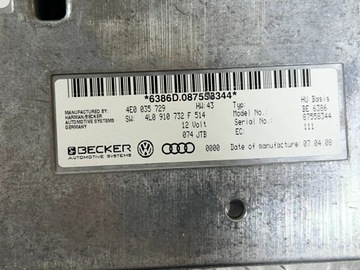 *6386D.087558344*
MANUFACTURED BY:
HARMAN/BECKER
AUTOMOTIVE SYSTEMS
GERMANY
4E0 035 729 HW:43 Typ: HU Basis
SW: 4L0 910 732 F 514 Model No.: BE 6386
12 Volt Serial No.: 87558344
074 JTB EC: 111
BECKER
AUTOMOTIVE SYSTEMS
0000 Date of manufacture 07.04.08